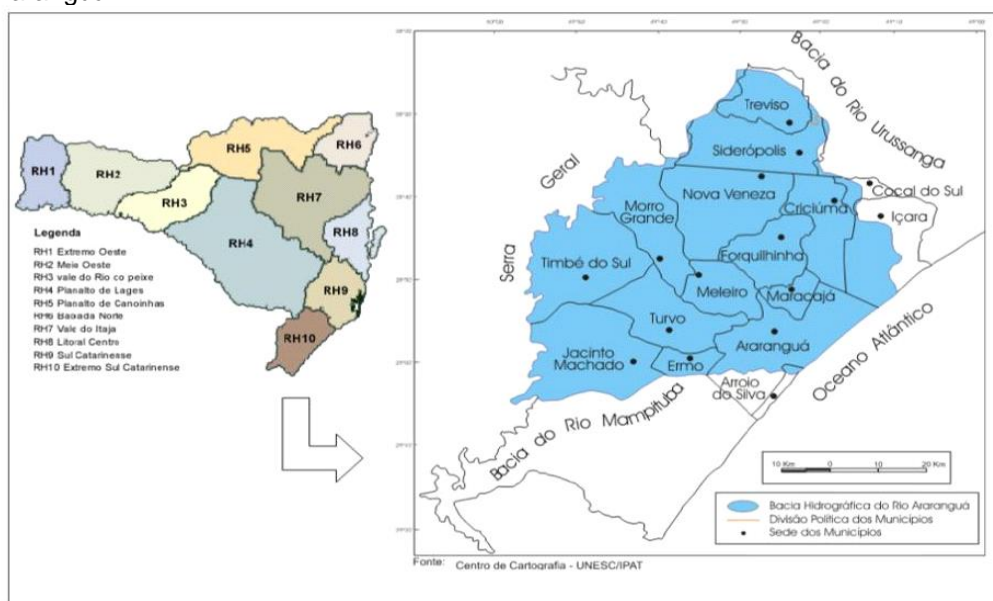 RH1
RH2
RH3
RH4
RH5
RH6
RH7
RH8
RH9
RH10
Legenda
RH1 Extremo Oeste
RH2 Meio Oeste
RH3 vale do Rio co peixe
RH4 Planalto de Lages
RH5 Planalto de Canoinhas
RH6 Baixada Norte
RH7 Vale do Itajaí
RH8 Litoral Centro
RH9 Sul Catarinense
RH10 Extremo Sul Catarinense
Bacia do Rio Urussanga
Treviso
Siderópolis
Serra Geral
Nova Veneza
Cocal do Sul
Morro
Grande
Criciúma
Içara
Forquilhinha
Timbé do Sul
Meleiro
Maracajá
Turvo
Araranguá
Jacinto
Machado
Ermo
Arroio
do Silva
Oceano Atlântico
Bacia do Rio Mampituba
10 Km 0 10 20 Km
Bacia Hidrográfica do Rio Araranguá
Divisão Política dos Municípios
Sede dos Municípios
Fonte: Centro de Cartografia - UNESC/IPAT